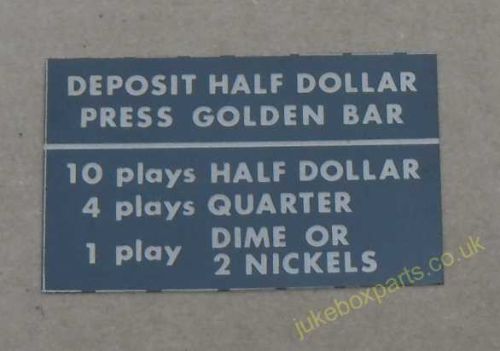 DEPOSIT HALF DOLLAR
PRESS GOLDEN BAR
10 plays HALF DOLLAR
4 plays QUARTER
1 play DIME OR
2 NICKELS
jukeboxparts.co.uk